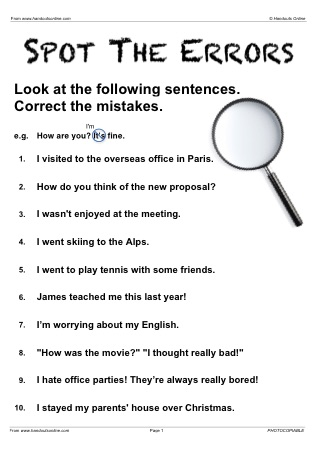 From www.handoutsonline.com © Handouts Online
SPOT THE ERRORS
Look at the following sentences.
Correct the mistakes.
I'm
e.g. How are you? It's fine.
1. I visited to the overseas office in Paris.
2. How do you think of the new proposal?
3. I wasn't enjoyed at the meeting.
4. I went skiing to the Alps.
5. I went to play tennis with some friends.
6. James teached me this last year!
7. I'm worrying about my English.
8. "How was the movie?" "I thought really bad!"
9. I hate office parties! They're always really bored!
10. I stayed my parents' house over Christmas.
From www.handoutsonline.com Page 1 PHOTOCOPIABLE